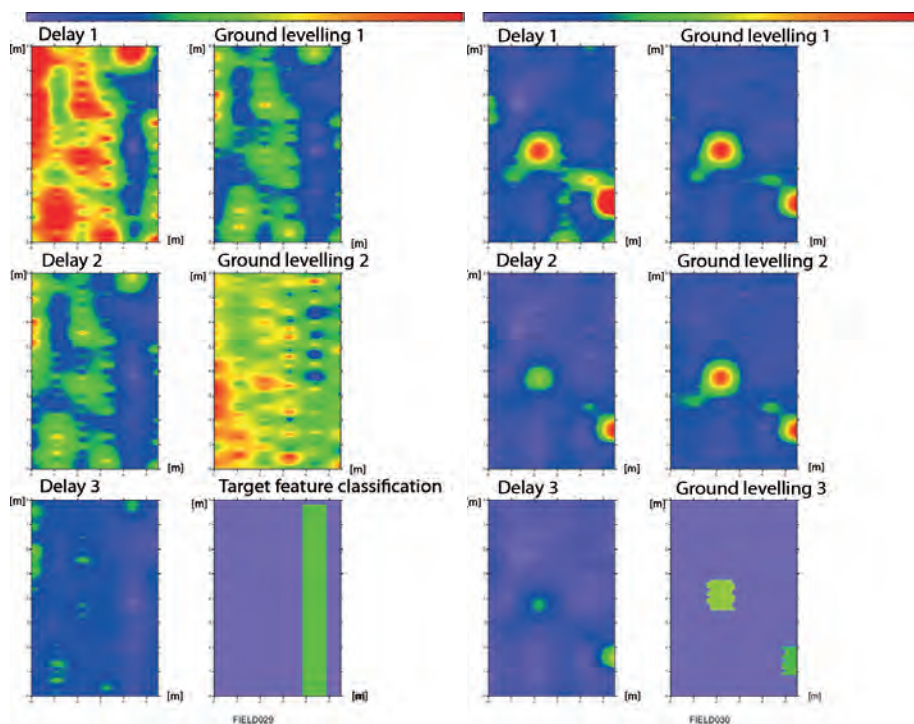 Delay 1
Ground levelling 1
[m]
[m]
[m]
[m]
Delay 2
Ground levelling 2
[m]
[m]
[m]
[m]
Delay 3
Target feature classification
[m]
[m]
[m]
FIELD029
Delay 1
Ground levelling 1
[m]
[m]
[m]
[m]
Delay 2
Ground levelling 2
[m]
[m]
[m]
[m]
Delay 3
Ground levelling 3
[m]
[m]
[m]
[m]
FIELD030